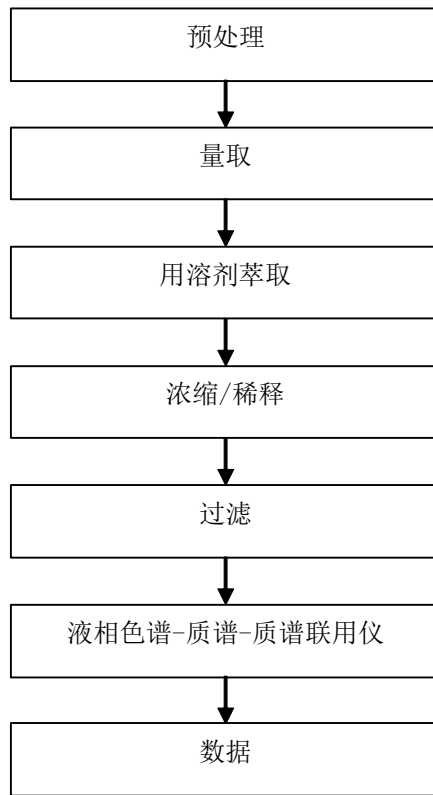 预处理
量取
用溶剂萃取
浓缩/稀释
过滤
液相色谱-质谱-质谱联用仪
数据